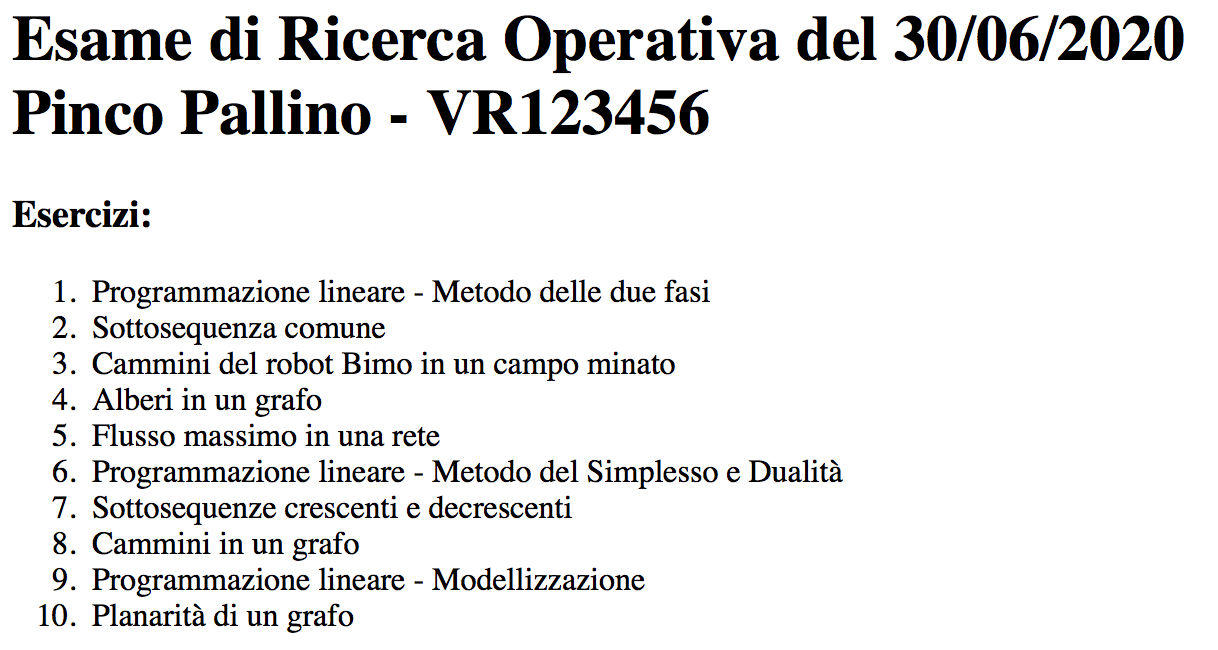 Esame di Ricerca Operativa del 30/06/2020
Pinco Pallino - VR123456
Esercizi:
1. Programmazione lineare - Metodo delle due fasi
2. Sottosequenza comune
3. Cammini del robot Bimo in un campo minato
4. Alberi in un grafo
5. Flusso massimo in una rete
6. Programmazione lineare - Metodo del Simplesso e Dualità
7. Sottosequenze crescenti e decrescenti
8. Cammini in un grafo
9. Programmazione lineare - Modellizzazione
10. Planarità di un grafo